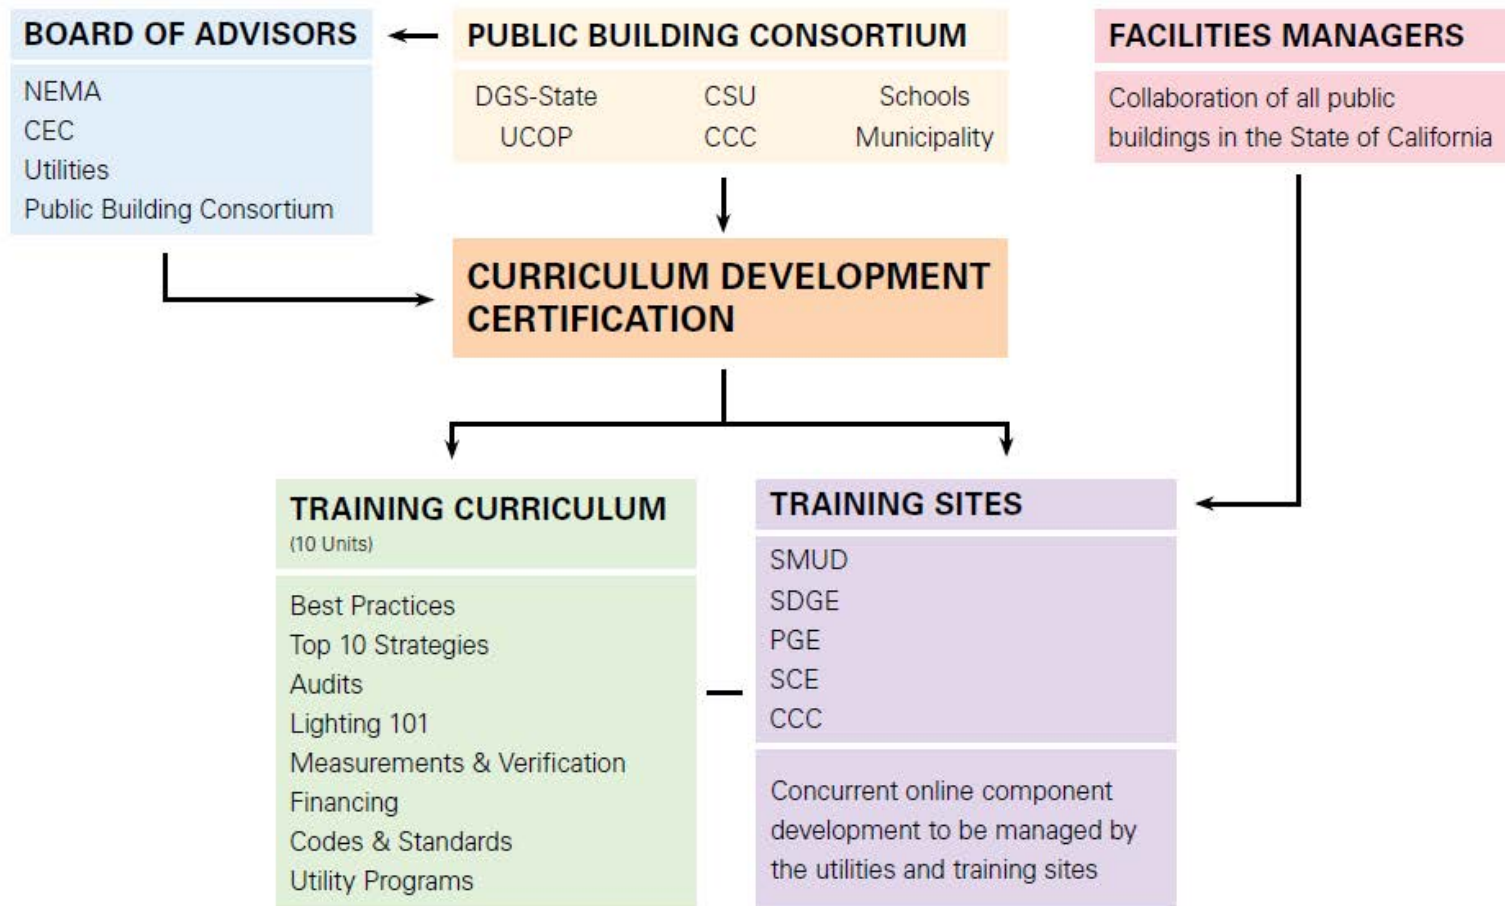 BOARD OF ADVISORS
NEMA
CEC
Utilities
Public Building Consortium
PUBLIC BUILDING CONSORTIUM
DGS-State CSU Schools
UCOP CCC Municipality
FACILITIES MANAGERS
Collaboration of all public
buildings in the State of California
CURRICULUM DEVELOPMENT
CERTIFICATION
TRAINING CURRICULUM
(10 Units)
Best Practices
Top 10 Strategies
Audits
Lighting 101
Measurements & Verification
Financing
Codes & Standards
Utility Programs
TRAINING SITES
SMUD
SDGE
PGE
SCE
CCC
Concurrent online component
development to be managed by
the utilities and training sites